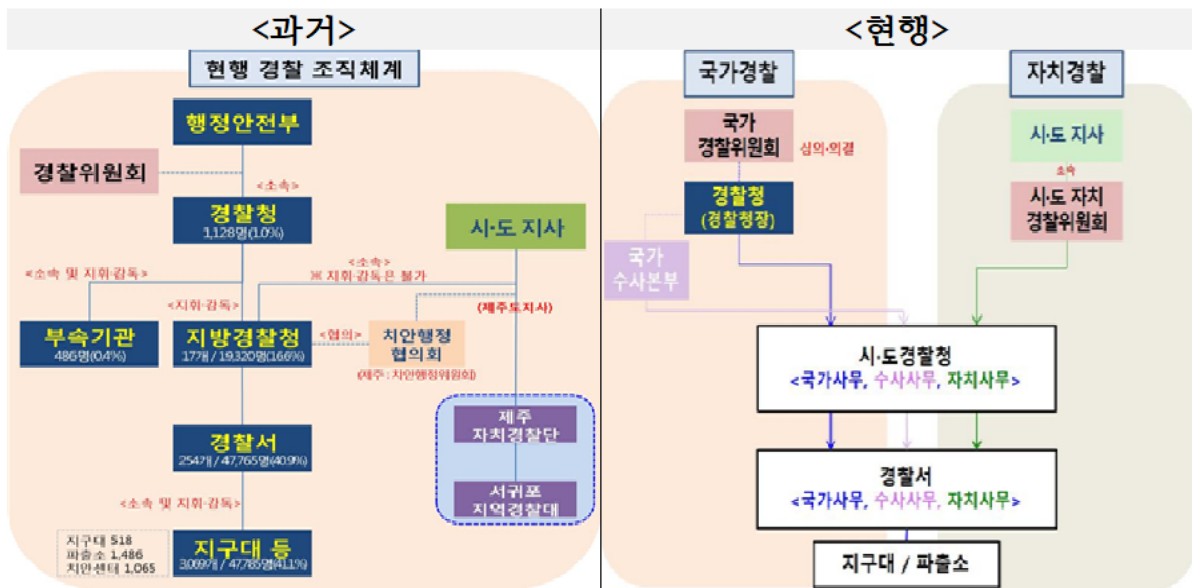 <과거>
현행 경찰 조직체계
행정안전부
경찰위원회
<소속>
경찰청
1,128명(1.0%)
시·도 지사
<소속 및 지휘·감독>
<소속>
※ 지휘·감독은 불가
<지휘·감독>
(제주도지사)
부속기관
486명(0.4%)
지방경찰청
17개 / 19,320명(16.6%)
<협의>
치안행정
협의회
(제주 : 치안행정위원회)
제주
자치경찰단
경찰서
254개 / 47,765명(40.9%)
서귀포
지역경찰대
<소속 및 지휘·감독>
지구대 518
파출소 1,486
치안센터 1,065
지구대 등
3,069개 / 47,785명(41.1%)
<현행>
국가경찰
자치경찰
국가
경찰위원회
심의·의결
시·도 지사
소속
경찰청
(경찰청장)
시·도 자치
경찰위원회
국가
수사본부
시·도경찰청
<국가사무, 수사사무, 자치사무>
경찰서
<국가사무, 수사사무, 자치사무>
지구대 / 파출소